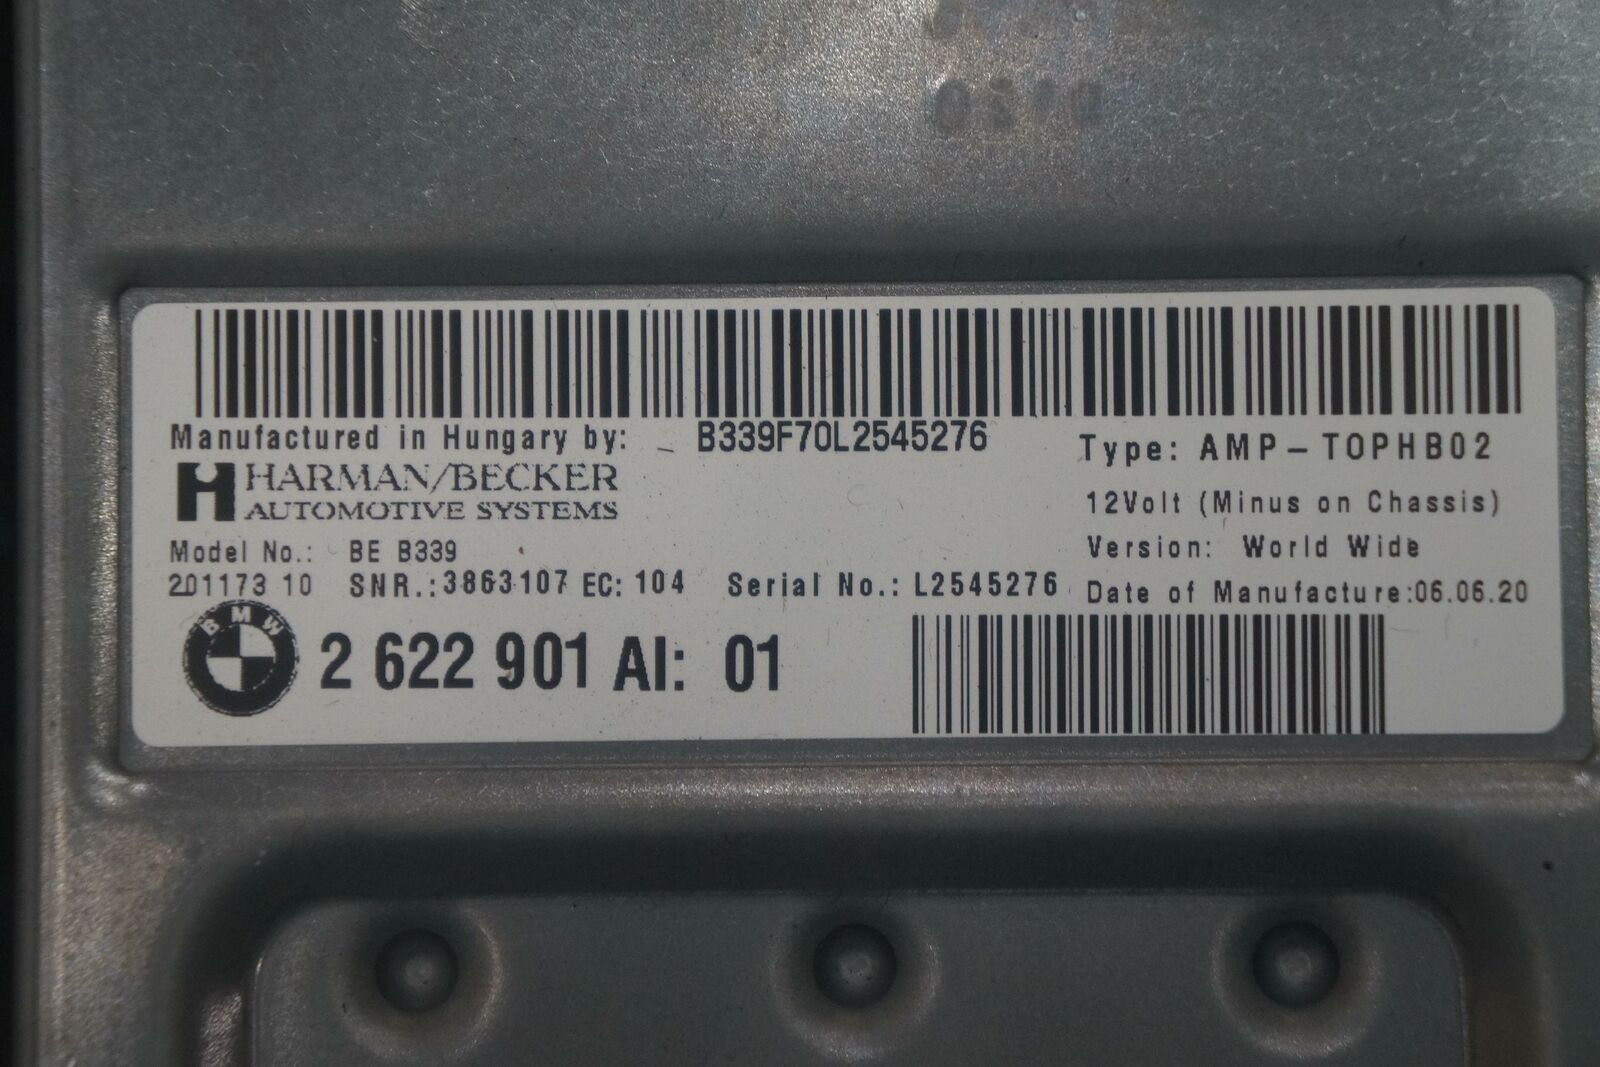 Manufactured in Hungary by: B339F70L2545276
Type: AMP-TOPHB02
HARMAN/BECKER
AUTOMOTIVE SYSTEMS
12Volt (Minus on Chassis)
Model No.: BE B339
Version: World Wide
201173 10 SNR.:3863107 EC: 104 Serial No.: L2545276
Date of Manufacture:06.06.20
BMW
2 622 901 AI: 01